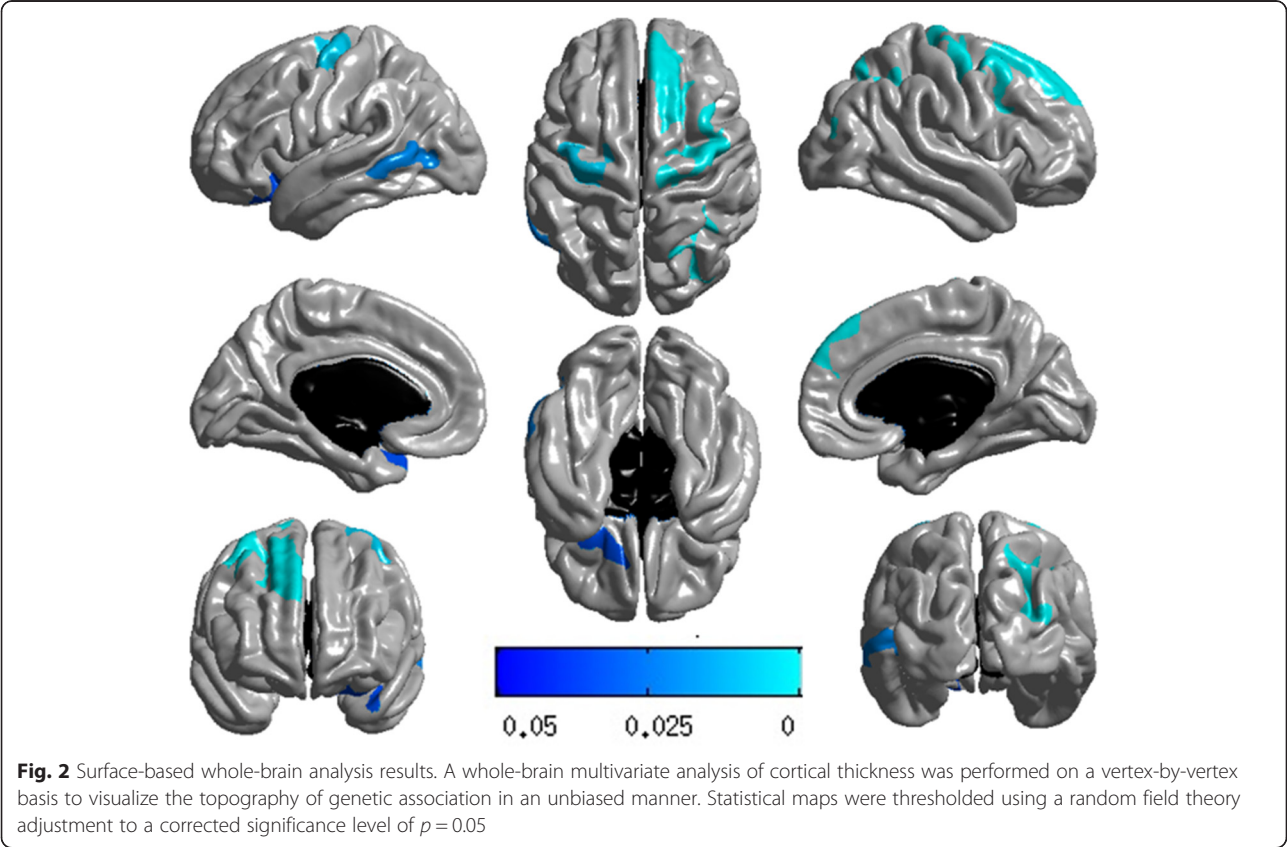 0.05 0.025 0
Fig. 2 Surface-based whole-brain analysis results. A whole-brain multivariate analysis of cortical thickness was performed on a vertex-by-vertex
basis to visualize the topography of genetic association in an unbiased manner. Statistical maps were thresholded using a random field theory
adjustment to a corrected significance level of p = 0.05